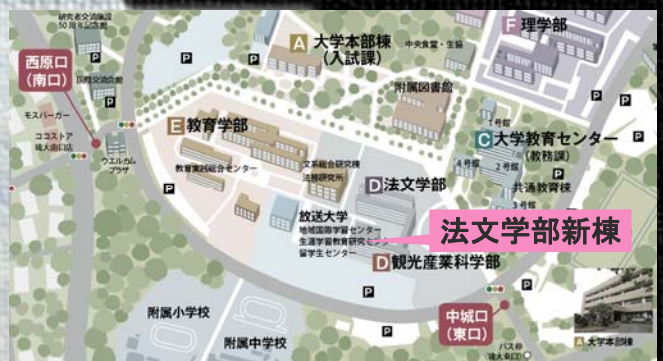 研究者交流施設
50周年記念館
西原口
(南口)
国際交流会館
モスバーガー
ココストア
琉大南口店
ウエルカム
プラザ
A 大学本部棟
(入試課)
中央食堂・生協
F 理学部
附属図書館
E 教育学部
教育実践総合センター
文系総合研究棟
法務研究所
D 法文学部
1号館
C 大学教育センター
(教務課)
2号館
4号館
共通教育棟
3号館
放送大学
地域国際学習センター
生涯学習教育研究センタ
留学生センター
法文学部新棟
D 観光産業科学部
附属小学校
附属中学校
中城口
(東口)
バス停
(琉大東口)
A 大学本部棟
P
P
P
P
P
P
P
P
P
P
P